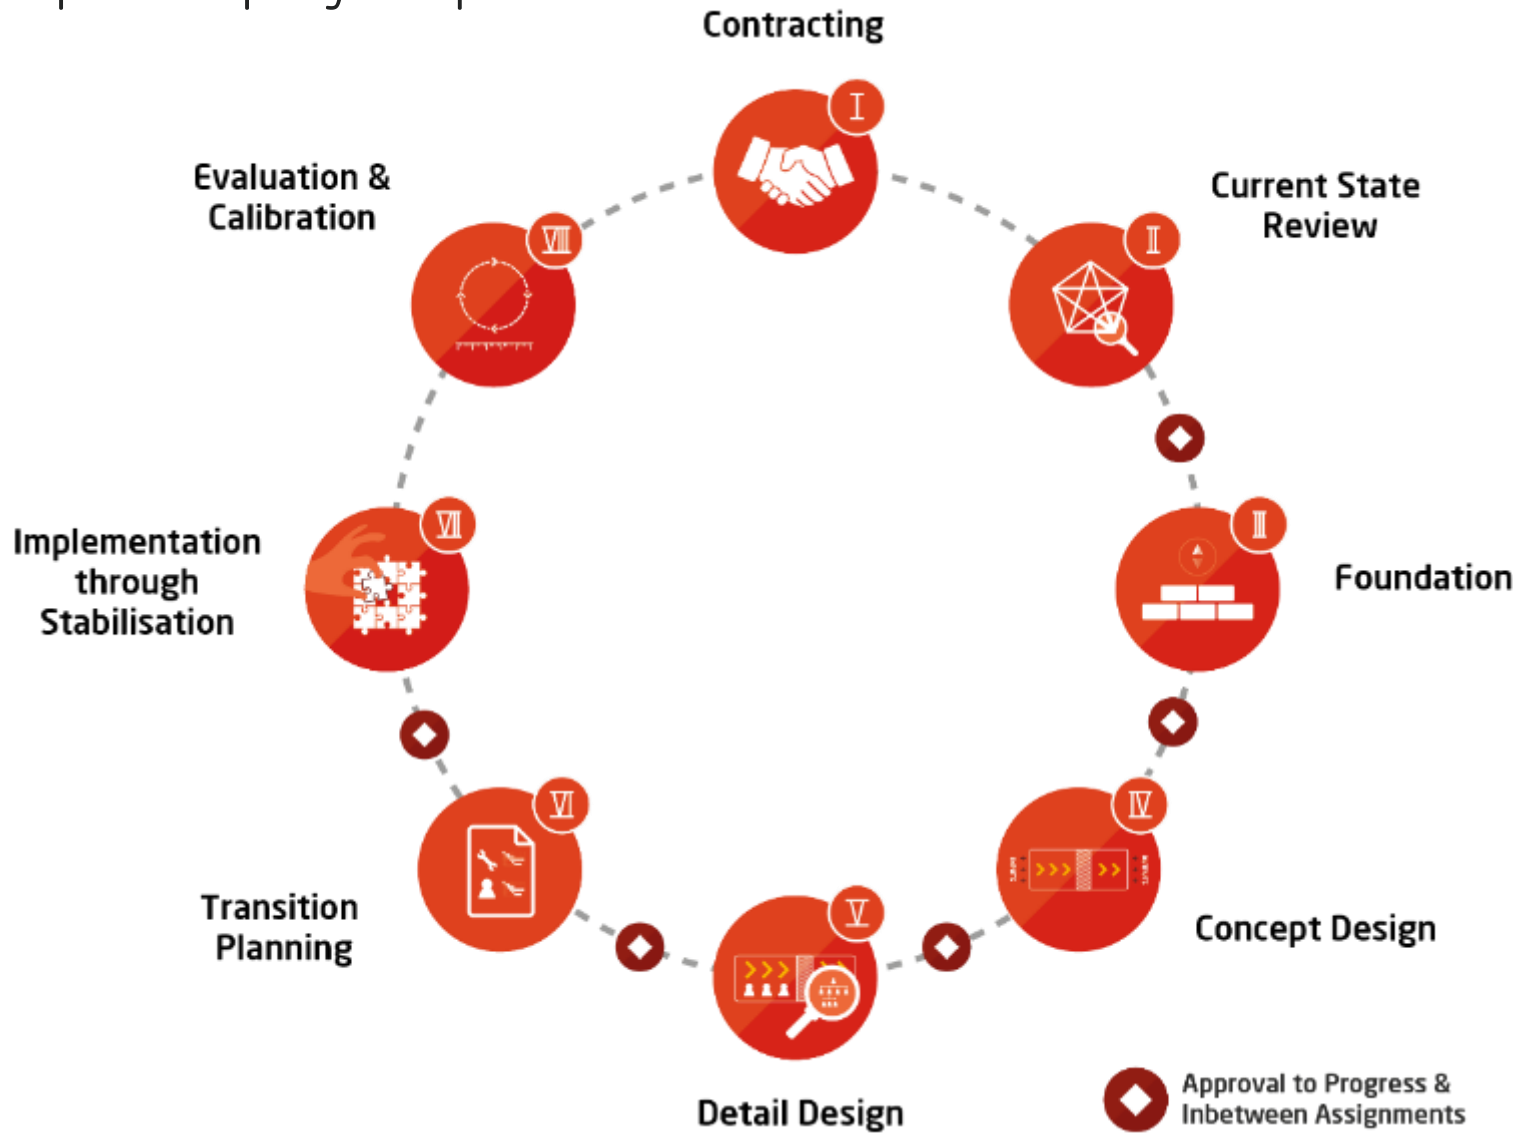 Contracting
I
Current State
Review
II
Foundation
III
Concept Design
IV
Detail Design
V
Transition
Planning
VI
Implementation
through
Stabilisation
VII
Evaluation &
Calibration
VIII
Approval to Progress &
Inbetween Assignments